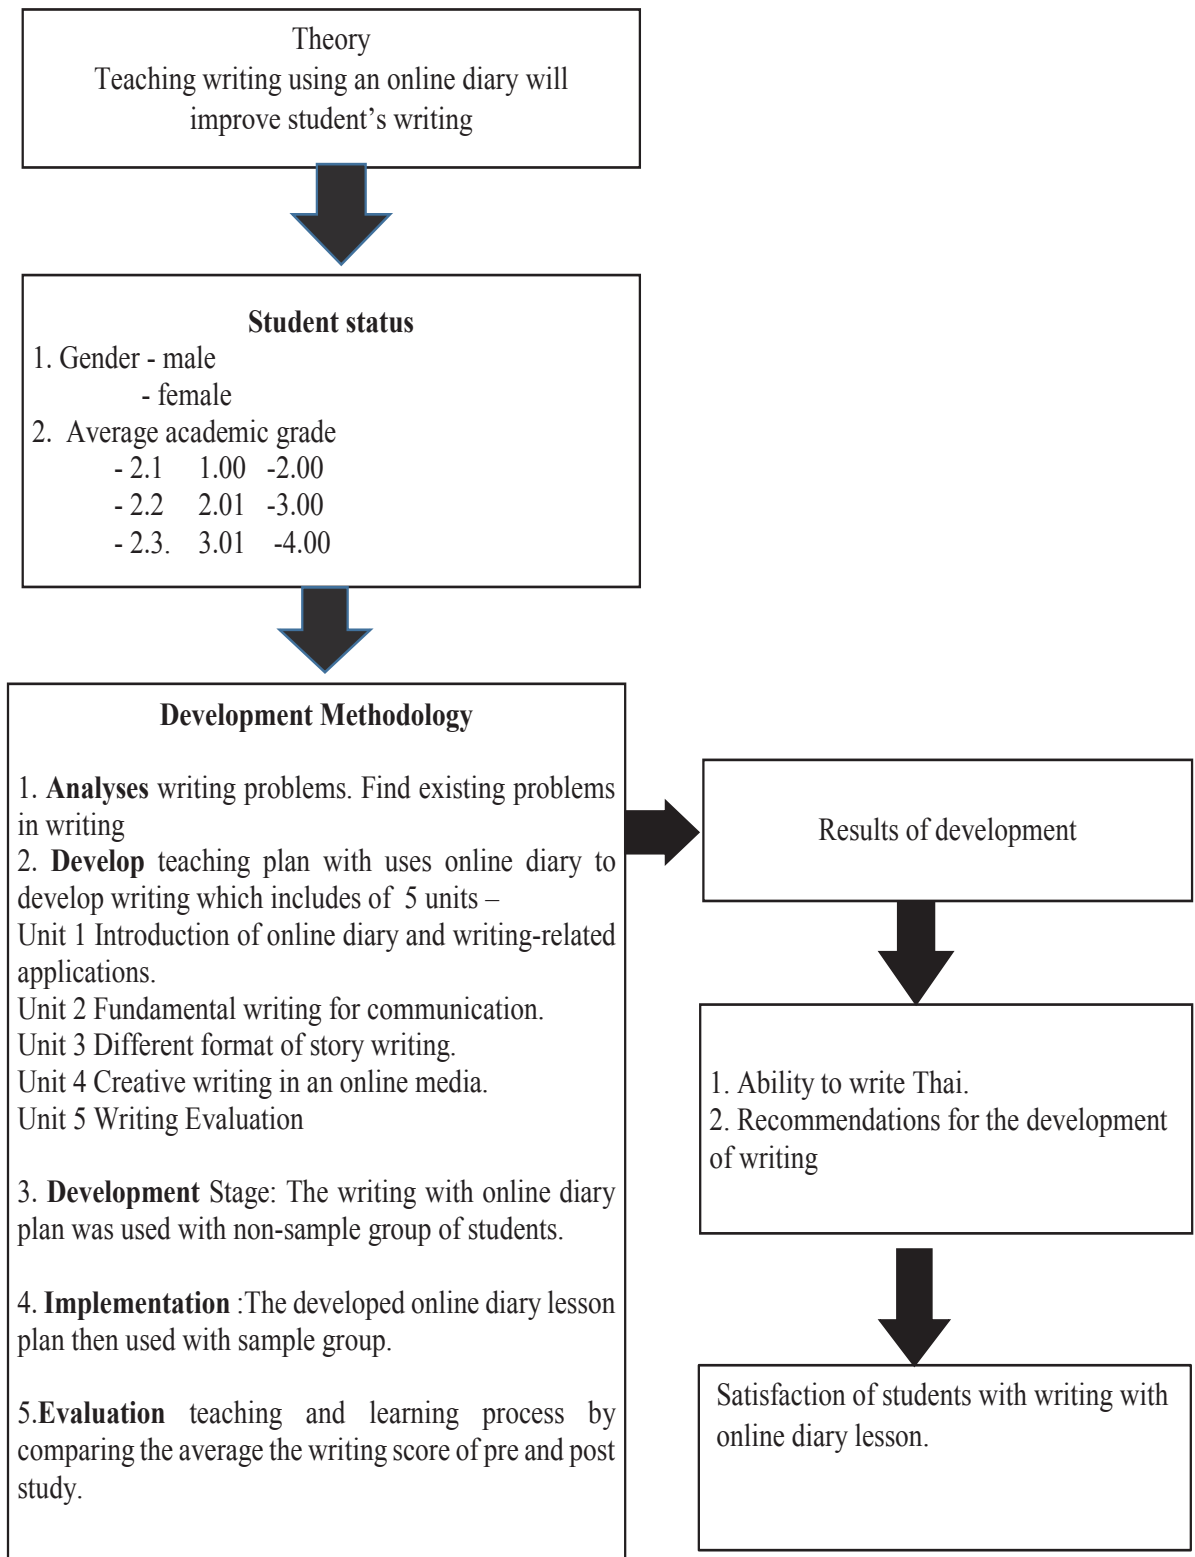 Theory
Teaching writing using an online diary will
improve student’s writing
Student status
1. Gender - male
- female
2. Average academic grade
- 2.1 1.00 -2.00
- 2.2 2.01 -3.00
- 2.3. 3.01 -4.00
Development Methodology
1. Analyses writing problems. Find existing problems
in writing
2. Develop teaching plan with uses online diary to
develop writing which includes of 5 units –
Unit 1 Introduction of online diary and writing-related
applications.
Unit 2 Fundamental writing for communication.
Unit 3 Different format of story writing.
Unit 4 Creative writing in an online media.
Unit 5 Writing Evaluation
3. Development Stage: The writing with online diary
plan was used with non-sample group of students.
4. Implementation :The developed online diary lesson
plan then used with sample group.
5.Evaluation teaching and learning process by
comparing the average the writing score of pre and post
study.
Results of development
1. Ability to write Thai.
2. Recommendations for the development
of writing
Satisfaction of students with writing with
online diary lesson.